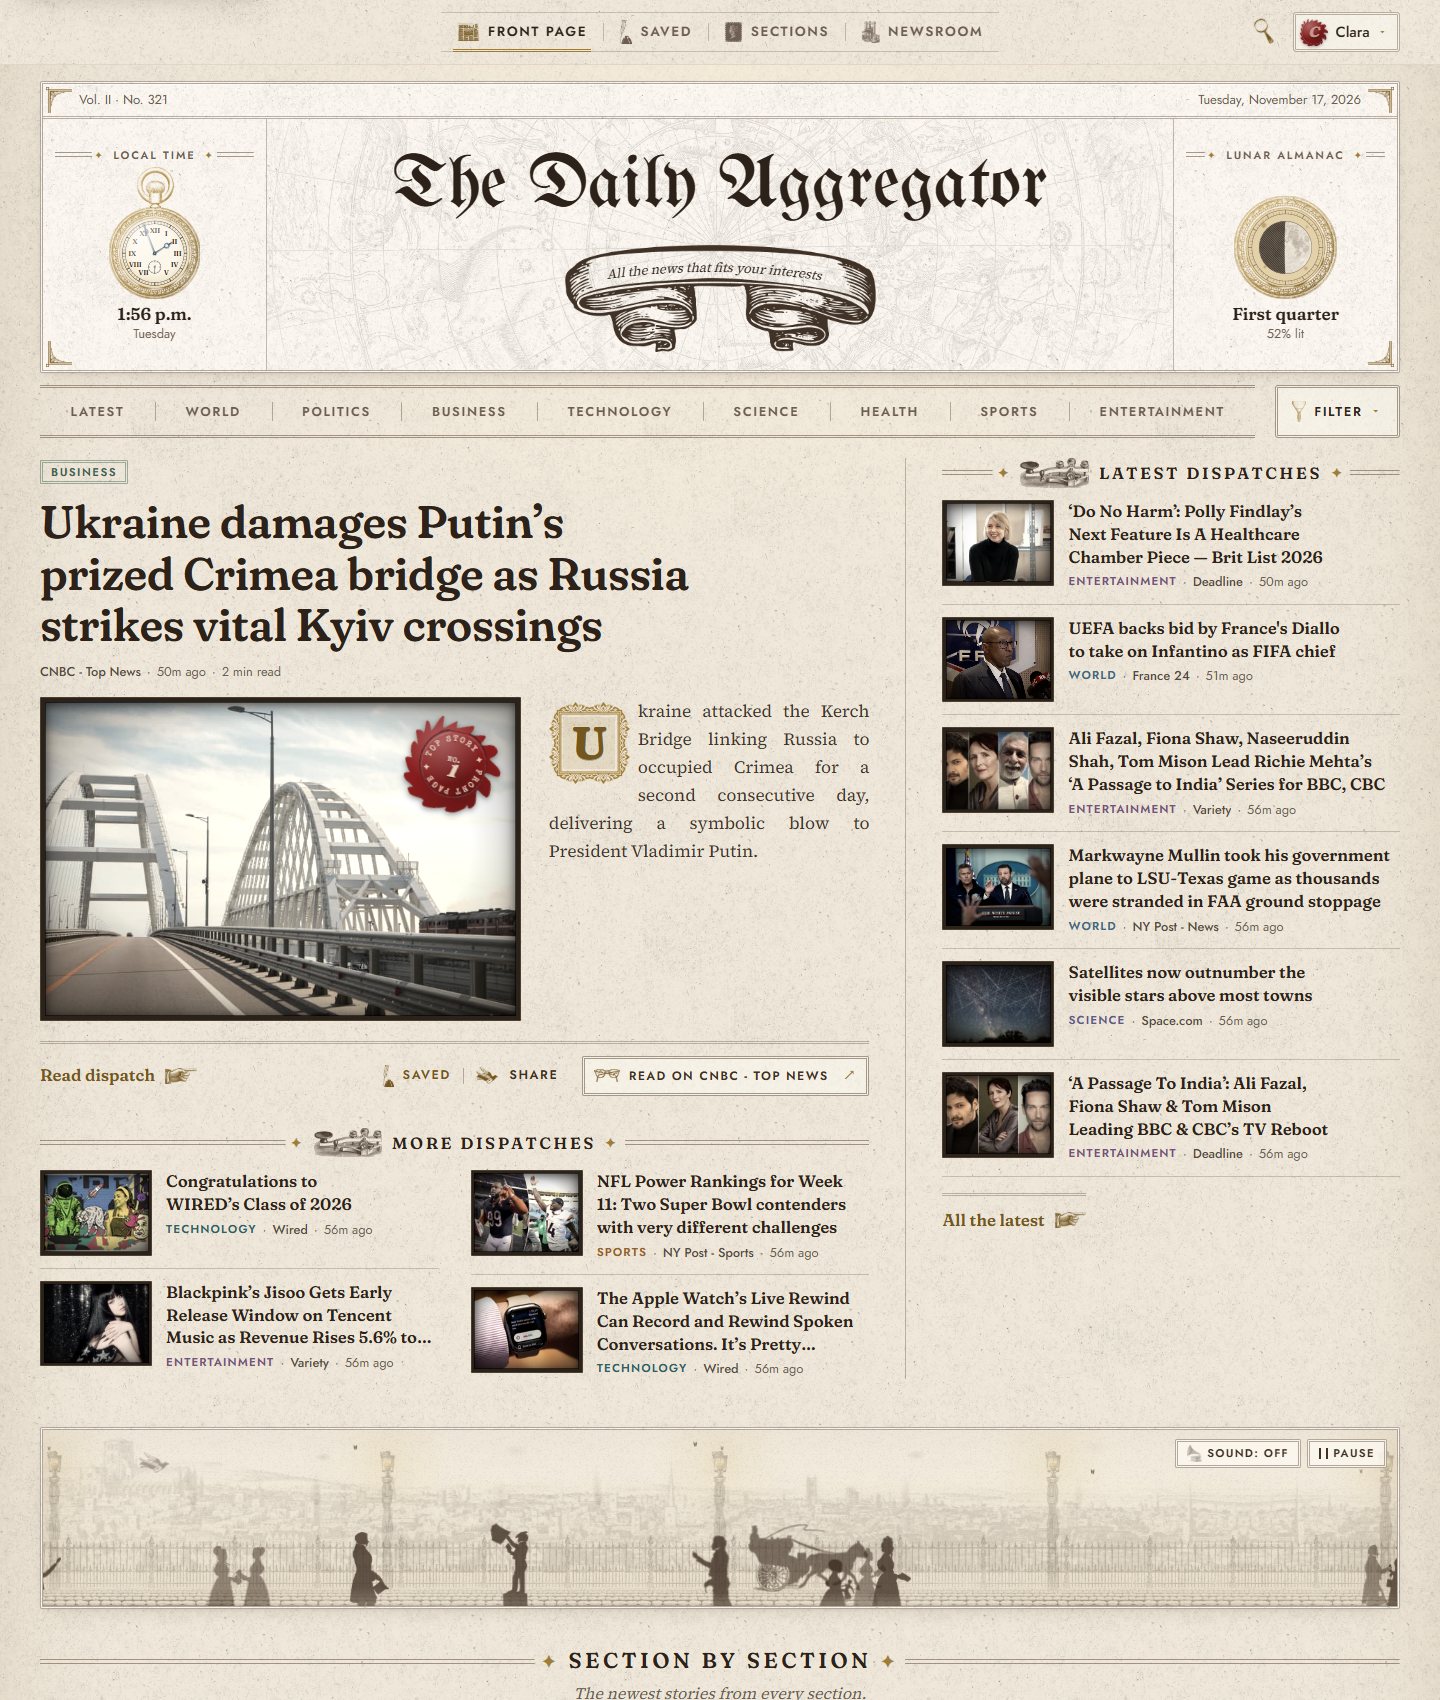 FRONT PAGE
SAVED
SECTIONS
NEWSROOM
C
Clara
Vol. II · No. 321
Tuesday, November 17, 2026
LOCAL TIME
1:56 p.m.
Tuesday
The Daily Aggregator
All the news that fits your interests
LUNAR ALMANAC
First quarter
52% lit
LATEST
WORLD
POLITICS
BUSINESS
TECHNOLOGY
SCIENCE
HEALTH
SPORTS
ENTERTAINMENT
FILTER
BUSINESS
Ukraine damages Putin’s
prized Crimea bridge as Russia
strikes vital Kyiv crossings
CNBC - Top News · 50m ago · 2 min read
TOP STORY
NO.
1
FRONT PAGE
U
kraine attacked the Kerch
Bridge linking Russia to
occupied Crimea for a
second consecutive day,
delivering a symbolic blow to
President Vladimir Putin.
Read dispatch
SAVED
SHARE
READ ON CNBC - TOP NEWS
MORE DISPATCHES
Congratulations to
WIRED’s Class of 2026
TECHNOLOGY · Wired · 56m ago
Blackpink’s Jisoo Gets Early
Release Window on Tencent
Music as Revenue Rises 5.6% to…
ENTERTAINMENT · Variety · 56m ago
NFL Power Rankings for Week
11: Two Super Bowl contenders
with very different challenges
SPORTS · NY Post - Sports · 56m ago
The Apple Watch’s Live Rewind
Can Record and Rewind Spoken
Conversations. It’s Pretty…
TECHNOLOGY · Wired · 56m ago
LATEST DISPATCHES
‘Do No Harm’: Polly Findlay’s
Next Feature Is A Healthcare
Chamber Piece — Brit List 2026
ENTERTAINMENT · Deadline · 50m ago
UEFA backs bid by France's Diallo
to take on Infantino as FIFA chief
WORLD · France 24 · 51m ago
Ali Fazal, Fiona Shaw, Naseeruddin
Shah, Tom Mison Lead Richie Mehta’s
‘A Passage to India’ Series for BBC, CBC
ENTERTAINMENT · Variety · 56m ago
Markwayne Mullin took his government
plane to LSU-Texas game as thousands
were stranded in FAA ground stoppage
WORLD · NY Post - News · 56m ago
Satellites now outnumber the
visible stars above most towns
SCIENCE · Space.com · 56m ago
‘A Passage To India’: Ali Fazal,
Fiona Shaw & Tom Mison
Leading BBC & CBC’s TV Reboot
ENTERTAINMENT · Deadline · 56m ago
All the latest
SOUND: OFF
PAUSE
SECTION BY SECTION
The newest stories from every section.